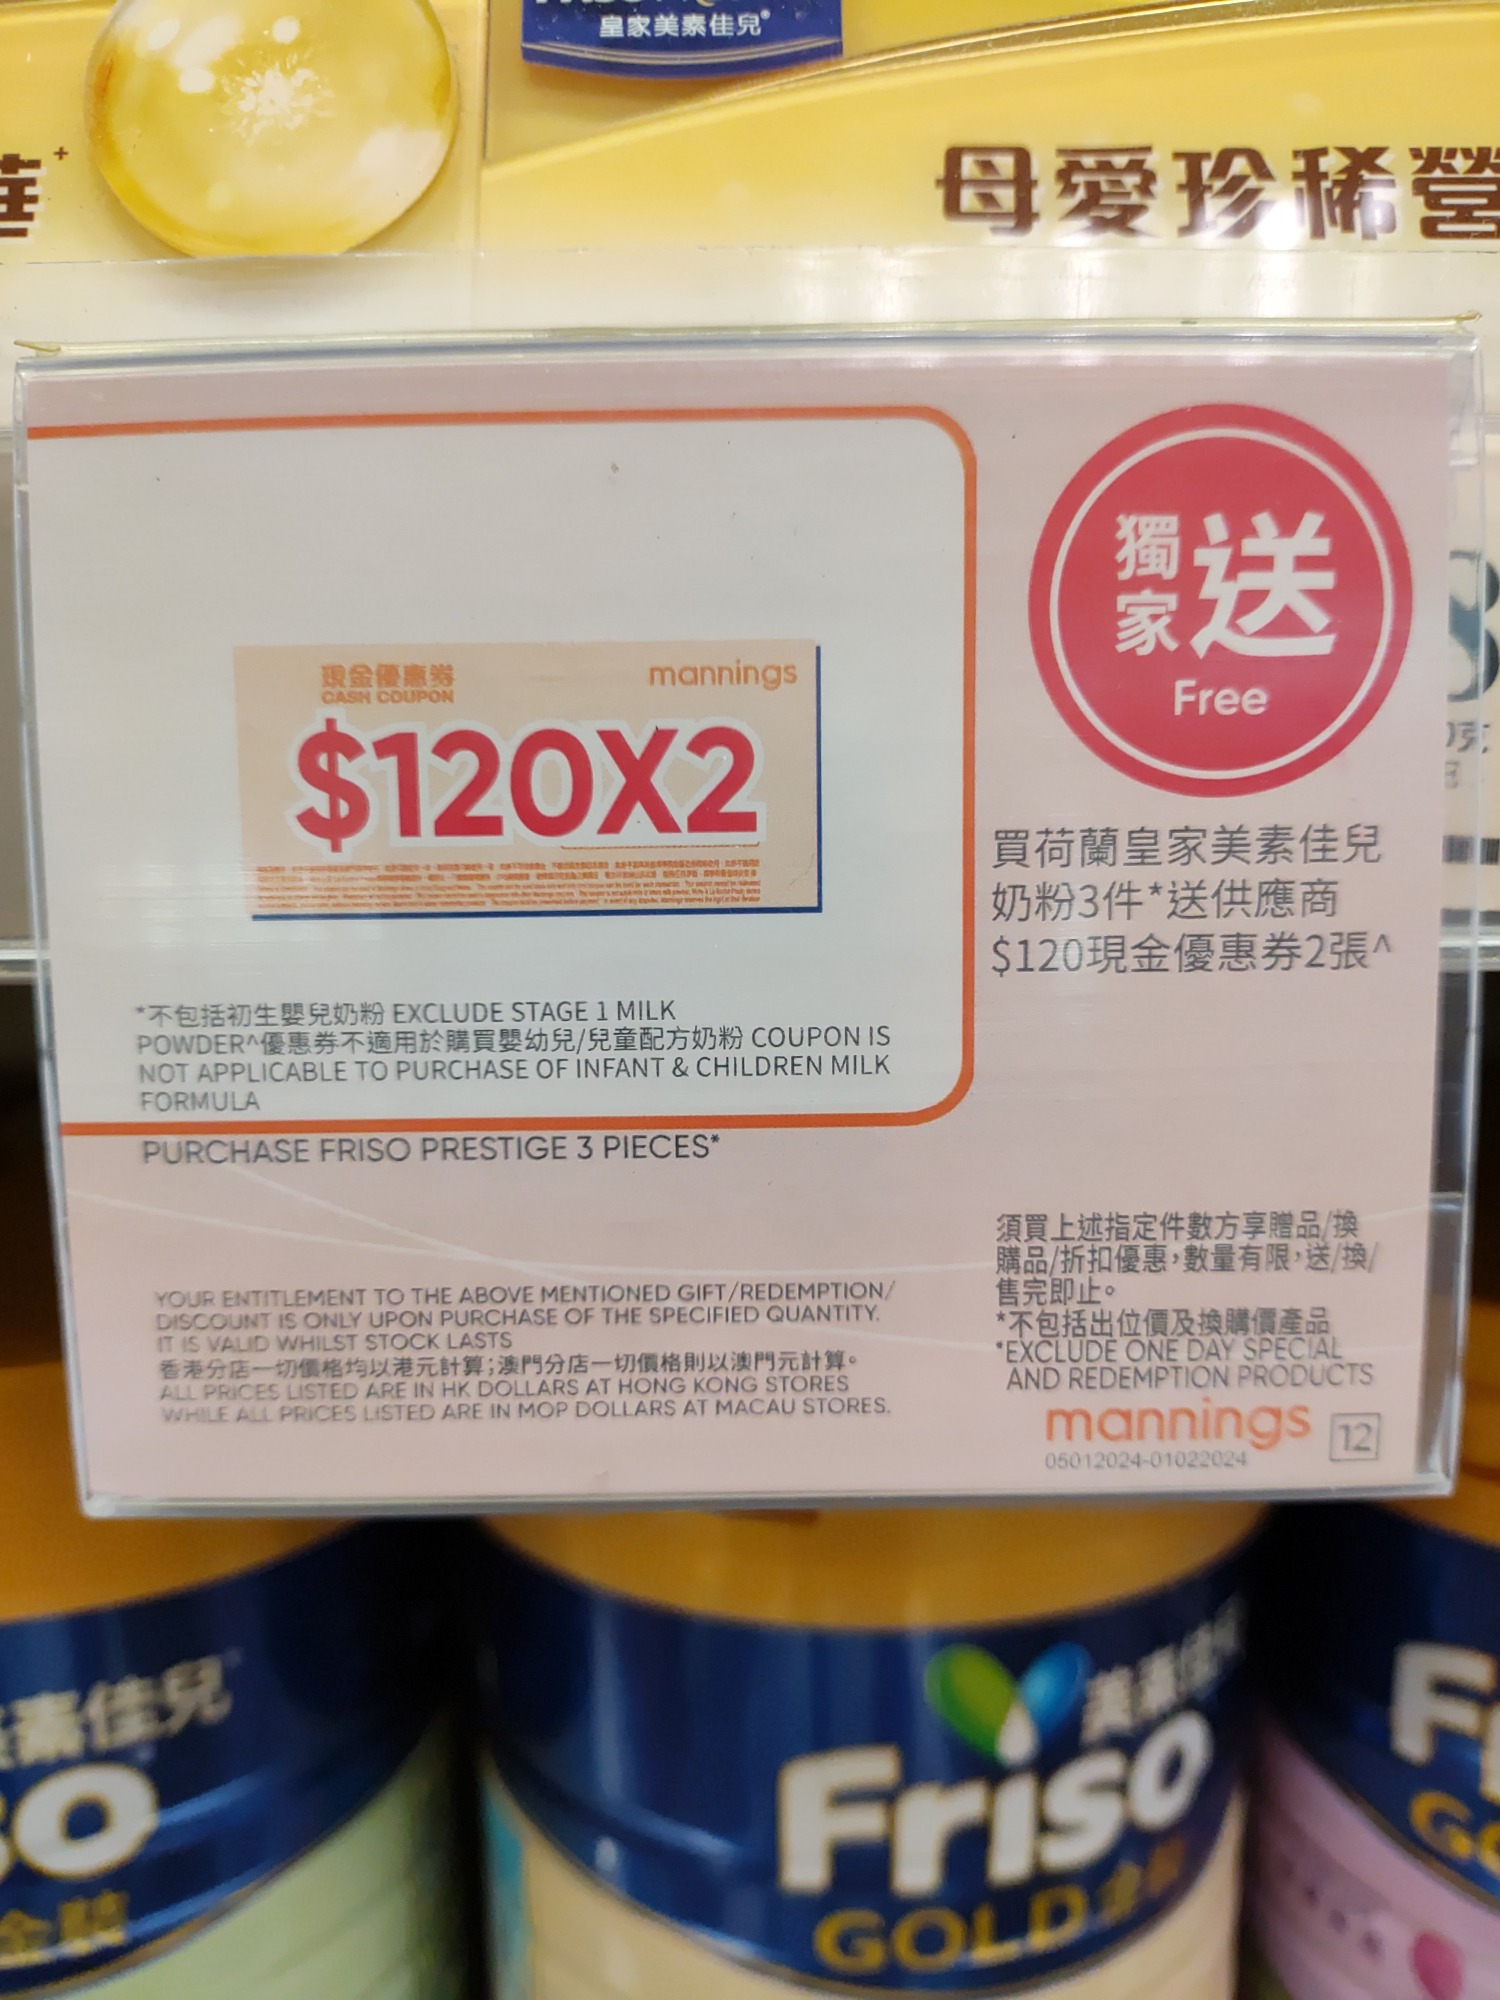 皇家美素佳兒®
華+
母愛珍稀營
獨家送
Free
現金優惠券
CASH COUPON
mannings
$120X2
買荷蘭皇家美素佳兒
奶粉3件*送供應商
$120現金優惠券2張^
*不包括初生嬰兒奶粉 EXCLUDE STAGE 1 MILK
POWDER^優惠券不適用於購買嬰幼兒/兒童配方奶粉 COUPON IS
NOT APPLICABLE TO PURCHASE OF INFANT & CHILDREN MILK
FORMULA
PURCHASE FRISO PRESTIGE 3 PIECES*
YOUR ENTITLEMENT TO THE ABOVE MENTIONED GIFT/REDEMPTION/
DISCOUNT IS ONLY UPON PURCHASE OF THE SPECIFIED QUANTITY.
IT IS VALID WHILST STOCK LASTS
香港分店一切價格均以港元計算;澳門分店一切價格則以澳門元計算。
ALL PRICES LISTED ARE IN HK DOLLARS AT HONG KONG STORES
WHILE ALL PRICES LISTED ARE IN MOP DOLLARS AT MACAU STORES.
須買上述指定件數方享贈品/換
購品/折扣優惠,數量有限,送/換/
售完即止。
*不包括出位價及換購價產品
*EXCLUDE ONE DAY SPECIAL
AND REDEMPTION PRODUCTS
mannings 12
05012024-01022024
素佳兒
so
金裝
美素佳兒
Friso
GOLD 金裝
F
Go